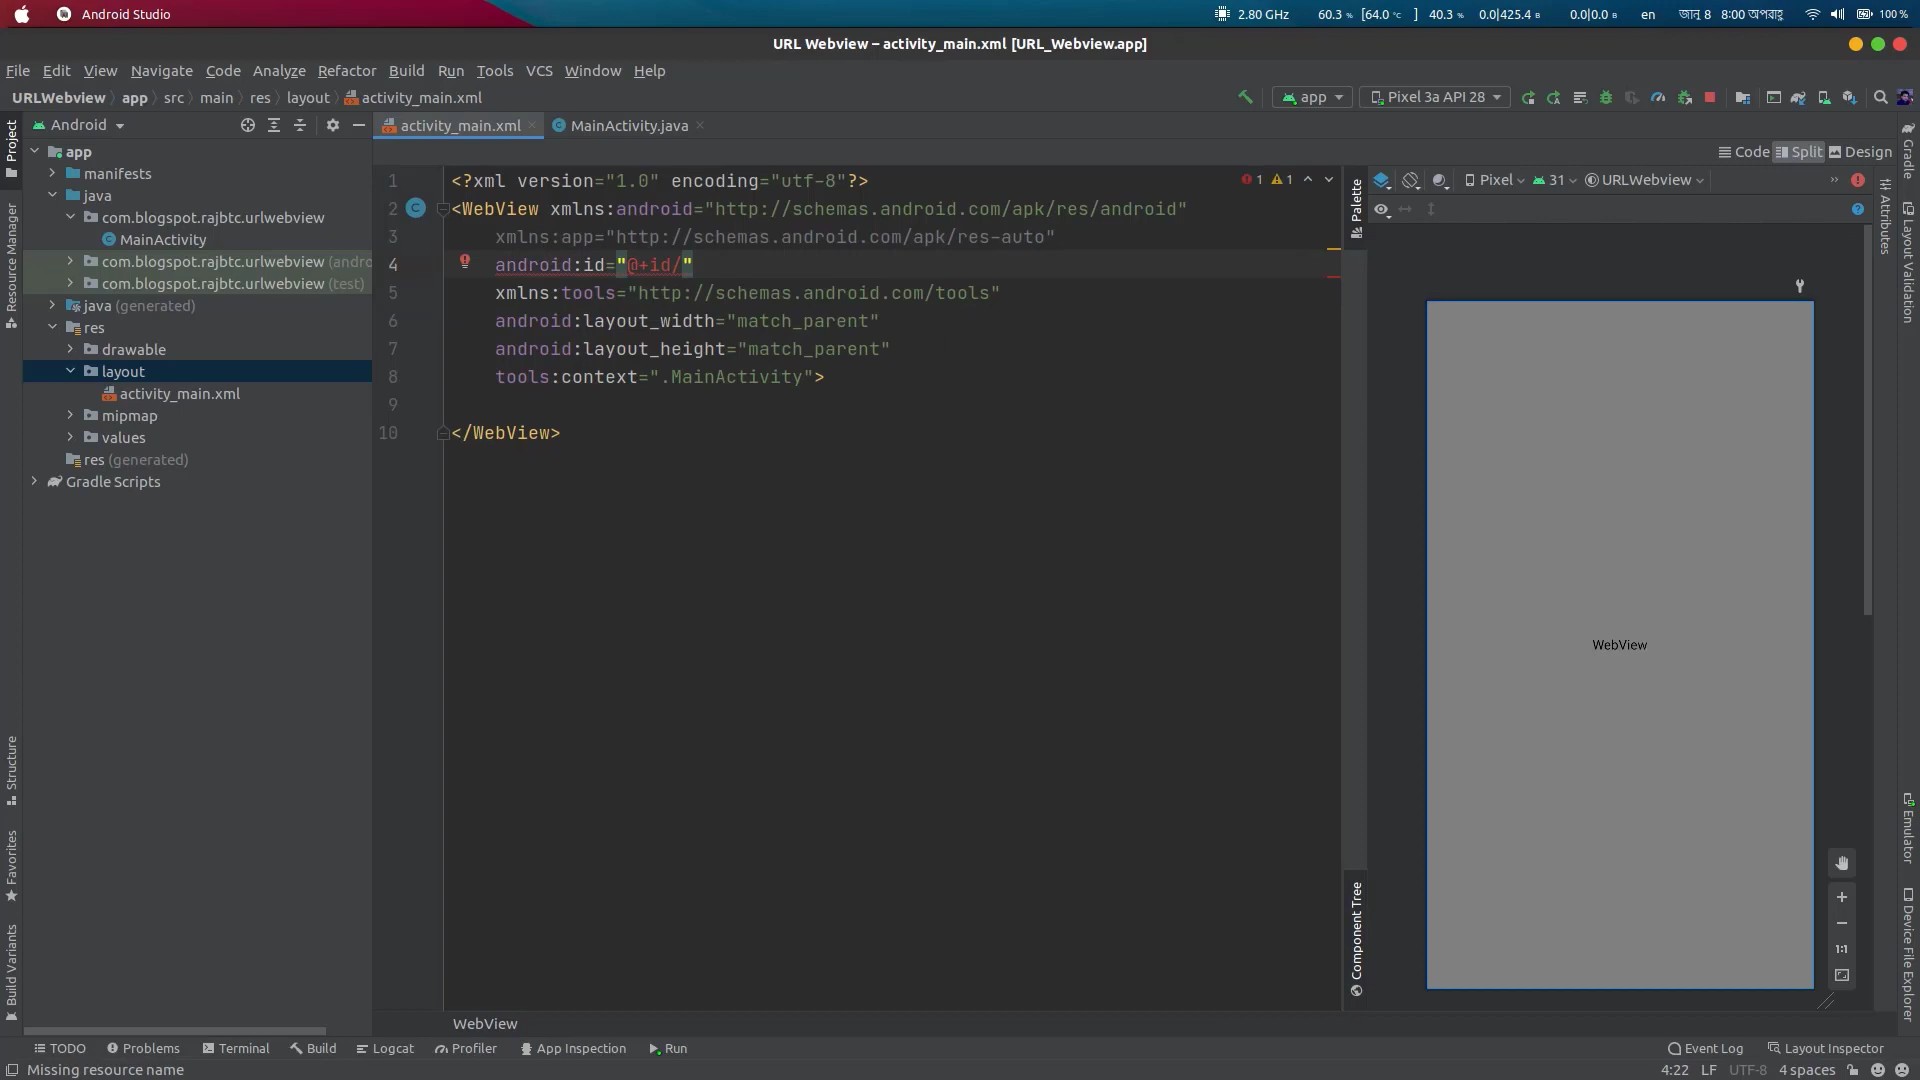 Android Studio
2.80 GHz 60.3 % [64.0 °C ] 40.3 % 0.0|425.4 B 0.0|0.0 B en জানু 8 8:00 অপরাহ্ণ 100 %
URL Webview – activity_main.xml [URL_Webview.app]
File Edit View Navigate Code Analyze Refactor Build Run Tools VCS Window Help
URLWebview app src main res layout activity_main.xml
app Pixel 3a API 28
Project
Android
activity_main.xml MainActivity.java
Code Split Design
app
manifests
java
com.blogspot.rajbtc.urlwebview
MainActivity
com.blogspot.rajbtc.urlwebview (andro
com.blogspot.rajbtc.urlwebview (test)
java (generated)
res
drawable
layout
activity_main.xml
mipmap
values
res (generated)
Gradle Scripts
Resource Manager
Structure
Favorites
Build Variants
1 <?xml version="1.0" encoding="utf-8"?>
2 <WebView xmlns:android="http://schemas.android.com/apk/res/android"
3 xmlns:app="http://schemas.android.com/apk/res-auto"
4 android:id="@+id/"
5 xmlns:tools="http://schemas.android.com/tools"
6 android:layout_width="match_parent"
7 android:layout_height="match_parent"
8 tools:context=".MainActivity">
9
10 </WebView>
1 1
Palette
Component Tree
Pixel 31 URLWebview
WebView
1:1
Attributes
Gradle
Layout Validation
Emulator
Device File Explorer
WebView
TODO Problems Terminal Build Logcat Profiler App Inspection Run Event Log Layout Inspector
Missing resource name 4:22 LF UTF-8 4 spaces